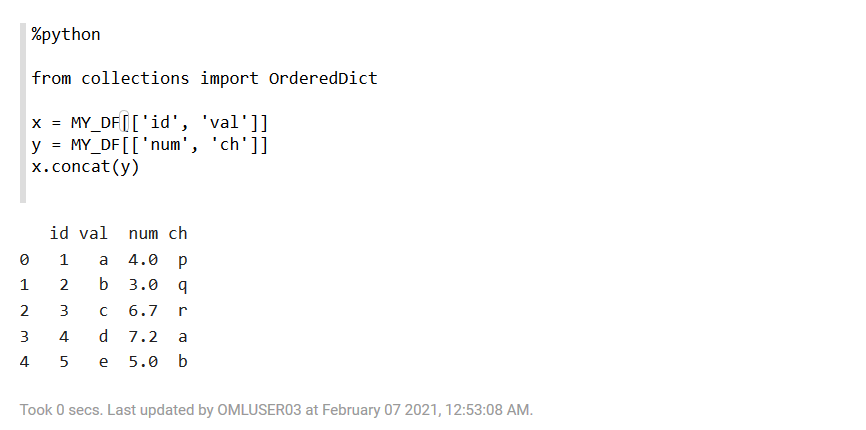 %python
from collections import OrderedDict
x = MY_DF[['id', 'val']]
y = MY_DF[['num', 'ch']]
x.concat(y)
id val num ch
0 1 a 4.0 p
1 2 b 3.0 q
2 3 c 6.7 r
3 4 d 7.2 a
4 5 e 5.0 b
Took 0 secs. Last updated by OMLUSER03 at February 07 2021, 12:53:08 AM.